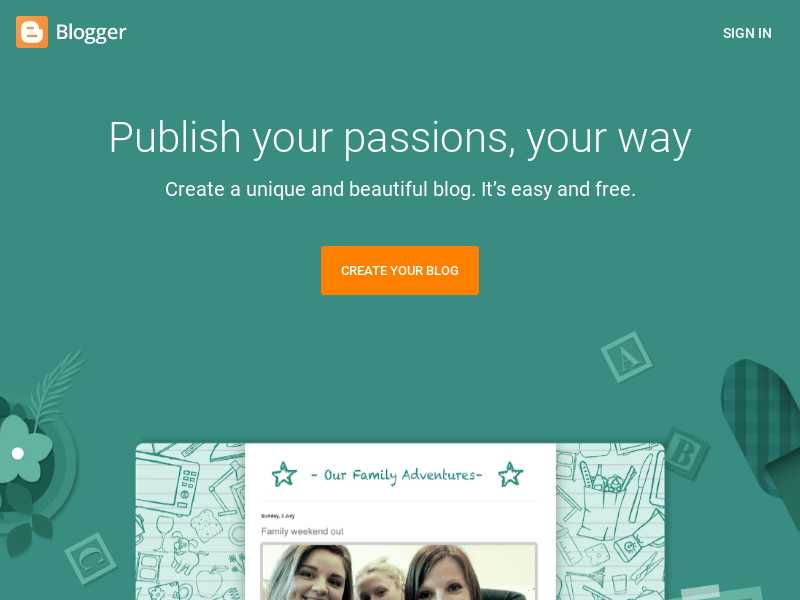 Blogger
SIGN IN
Publish your passions, your way
Create a unique and beautiful blog. It’s easy and free.
CREATE YOUR BLOG
A
B
- Our Family Adventures-
Sunday, 3 July
Family weekend out
C